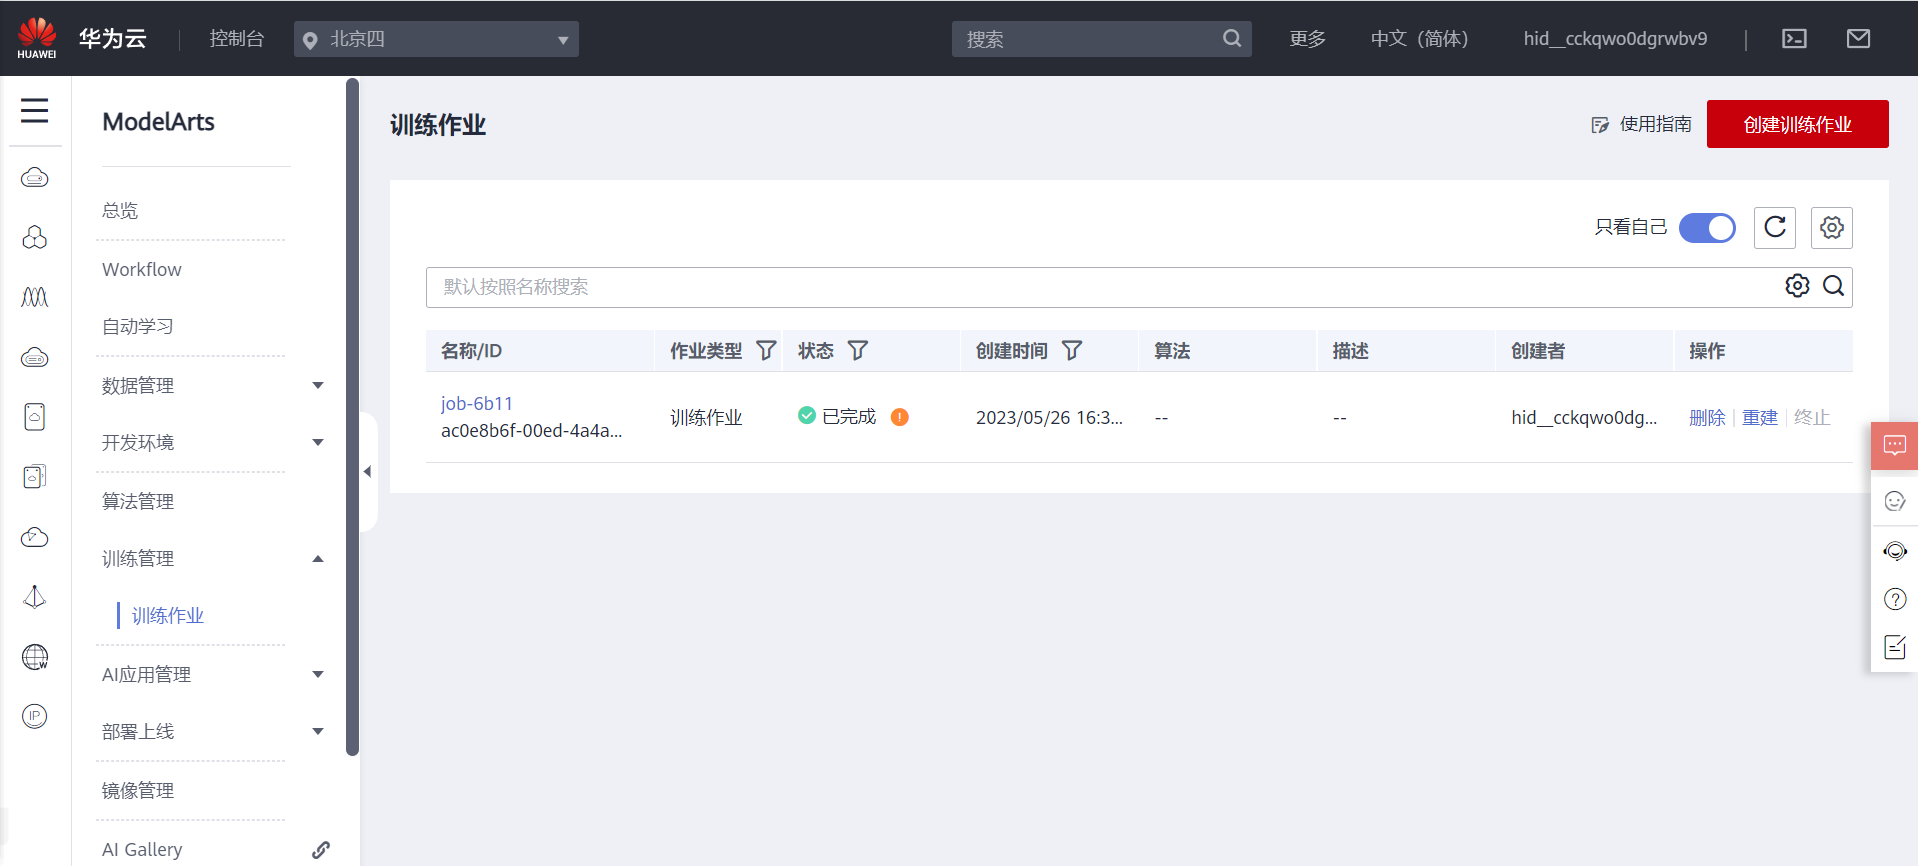 HUAWEI
华为云
控制台
北京四
搜索
更多
中文（简体）
hid__cckqwo0dgrwbv9
ModelArts
总览
Workflow
自动学习
数据管理
开发环境
算法管理
训练管理
训练作业
AI应用管理
部署上线
镜像管理
AI Gallery
训练作业
使用指南
创建训练作业
只看自己
默认按照名称搜索
名称/ID 作业类型 状态 创建时间 算法 描述 创建者 操作
job-6b11
ac0e8b6f-00ed-4a4a... 训练作业 已完成 2023/05/26 16:3... -- -- hid__cckqwo0dg... 删除 重建 终止
W
IP